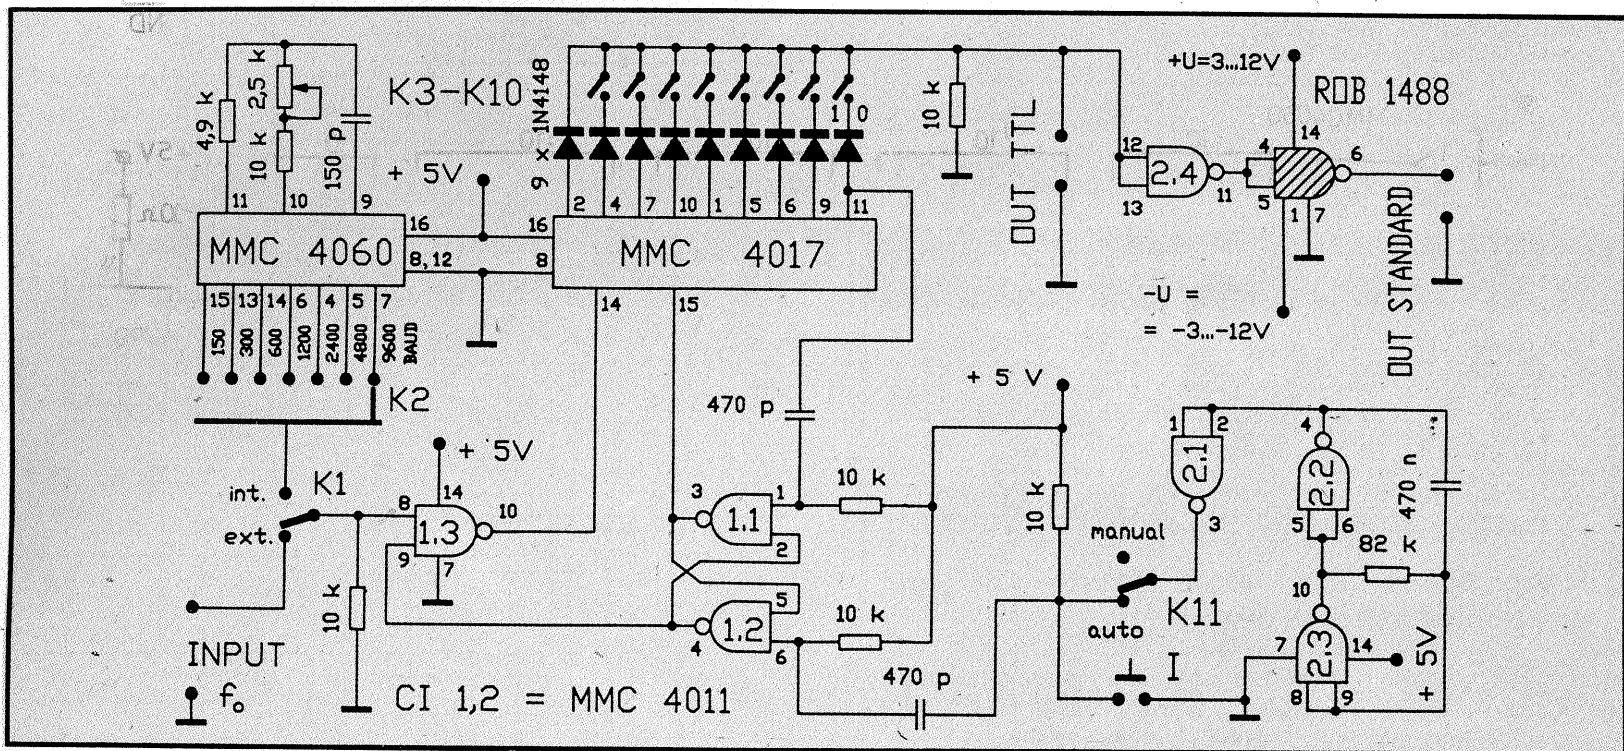 4,9 k
2,5 k
10 k
150 p
11
10
9
K3-K10
9 x 1N4148
1 0
10 k
OUT TTL
+U=3...12V
ROB 1488
+ 5V
MMC 4060
16
8,12
15 13 14 6 4 5 7
150
300
600
1200
2400
4800
9600
BAUD
K2
2 4 7 10 1 5 6 9 11
16
8
MMC 4017
14
15
12
13
2.4
11
4
5
14
1
7
6
-U =
= -3...-12V
OUT STANDARD
470 p
+ 5 V
+ 5V
int.
K1
ext.
8
9
14
1.3
10
7
10 k
INPUT
f₀
3
1.1
1
2
10 k
5
1.2
4
6
10 k
470 p
10 k
manual
K11
auto
I
1 2
2.1
3
4
2.2
5 6
470 n
82 k
10
7
2.3
14
8 9
+ 5V
CI 1,2 = MMC 4011